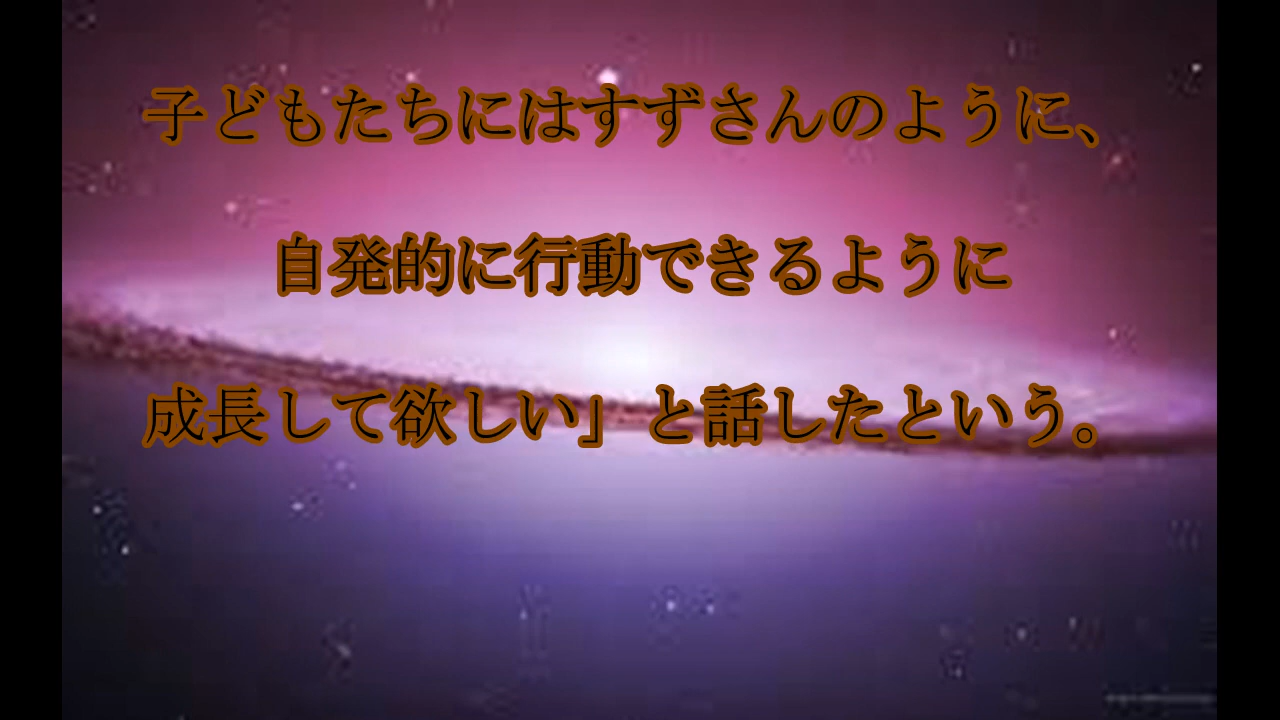 子どもたちにはすずさんのように、
自発的に行動できるように
成長して欲しい」と話したという。